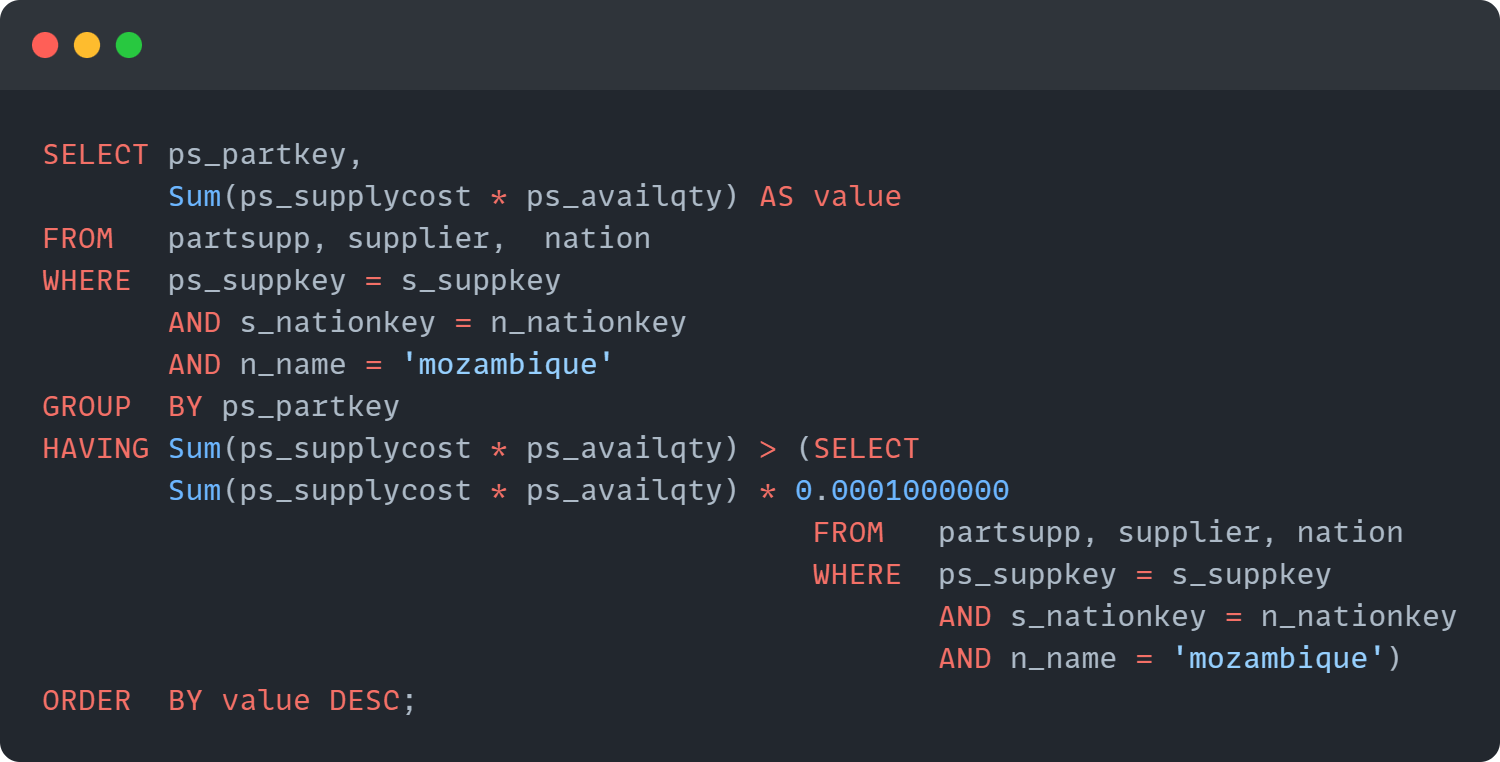 SELECT ps_partkey,
       Sum(ps_supplycost * ps_availqty) AS value
FROM   partsupp, supplier,  nation
WHERE  ps_suppkey = s_suppkey
       AND s_nationkey = n_nationkey
       AND n_name = 'mozambique'
GROUP  BY ps_partkey
HAVING Sum(ps_supplycost * ps_availqty) > (SELECT
       Sum(ps_supplycost * ps_availqty) * 0.0001000000
                                           FROM   partsupp, supplier, nation
                                           WHERE  ps_suppkey = s_suppkey
                                                  AND s_nationkey = n_nationkey
                                                  AND n_name = 'mozambique')
ORDER  BY value DESC;